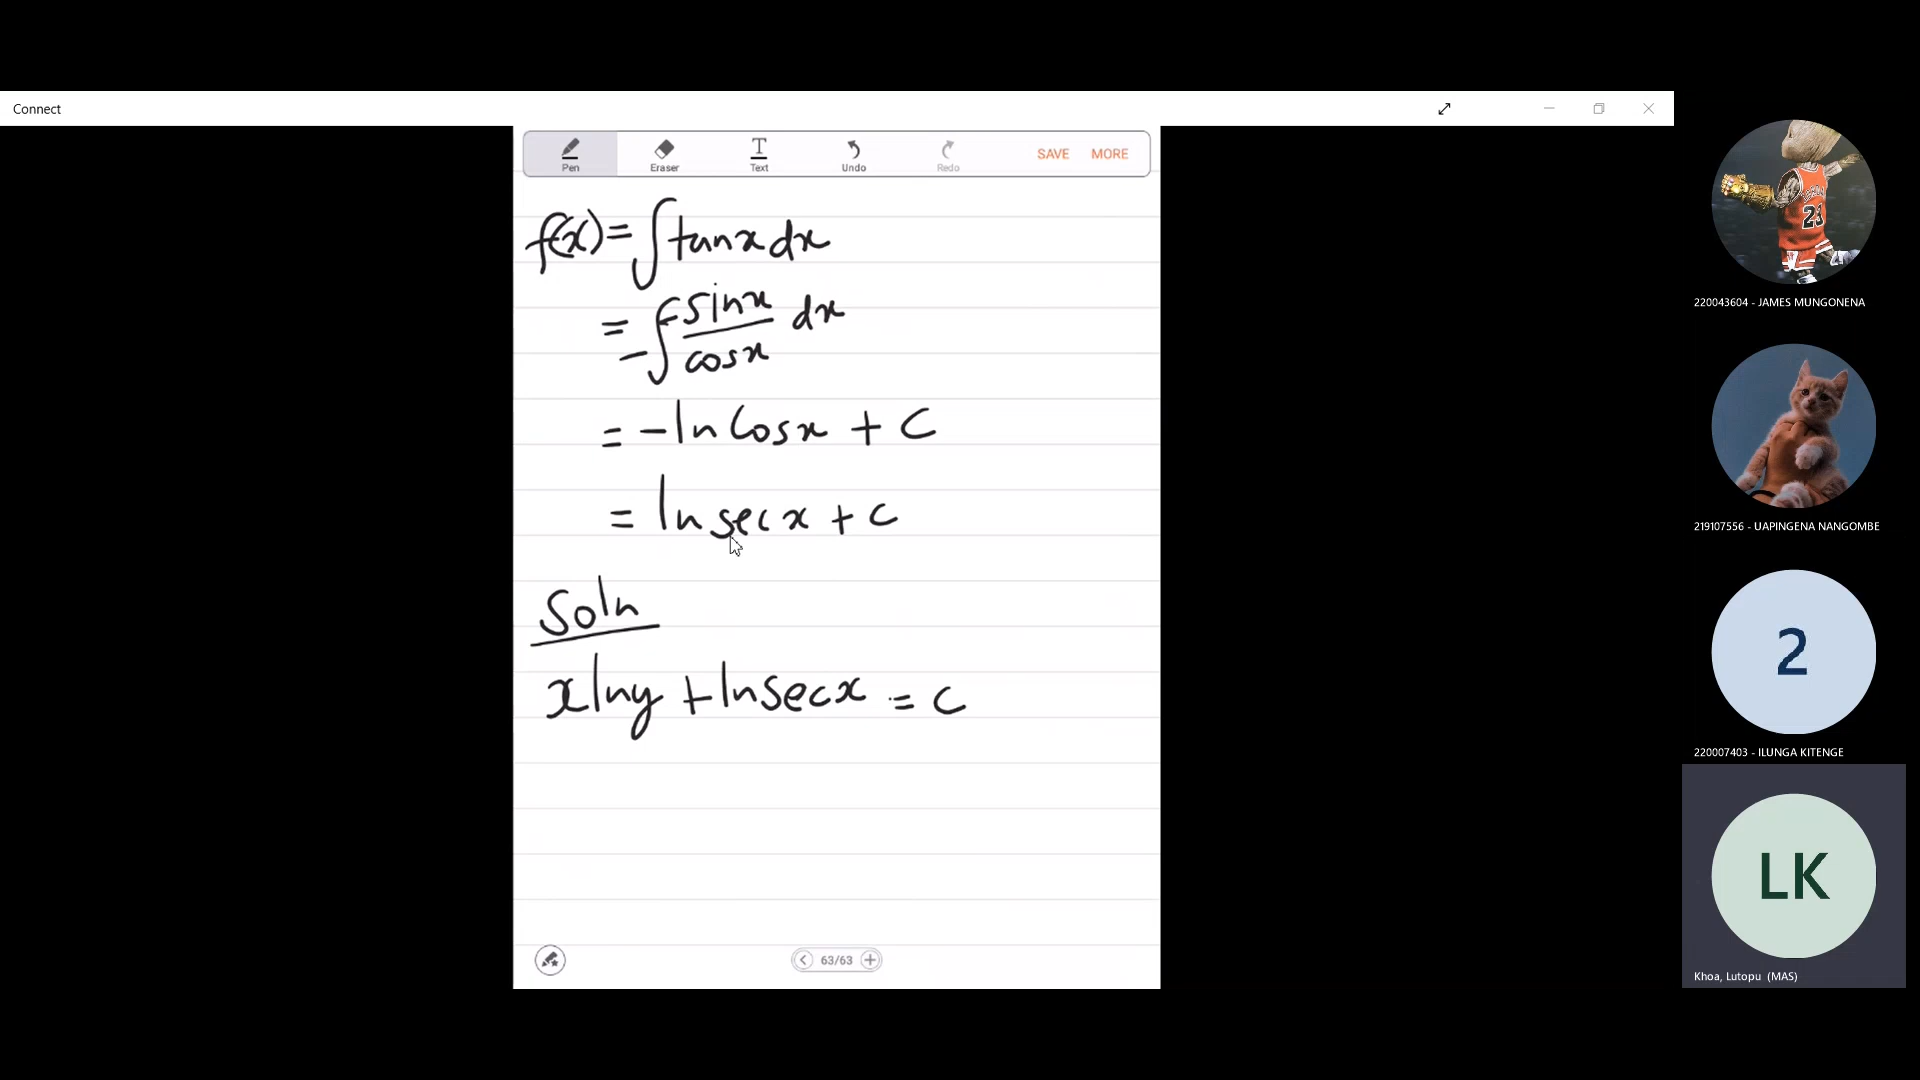 Connect
Pen Eraser Text Undo Redo SAVE MORE
f(x) = ∫ tan x dx
= -∫ -sin x / cos x dx
= -ln Cos x + C
= ln sec x + c
Soln
x ln y + ln Sec x = c
63/63
23
220043604 - JAMES MUNGONENA
219107556 - UAPINGENA NANGOMBE
2
220007403 - ILUNGA KITENGE
LK
Khoa, Lutopu (MAS)